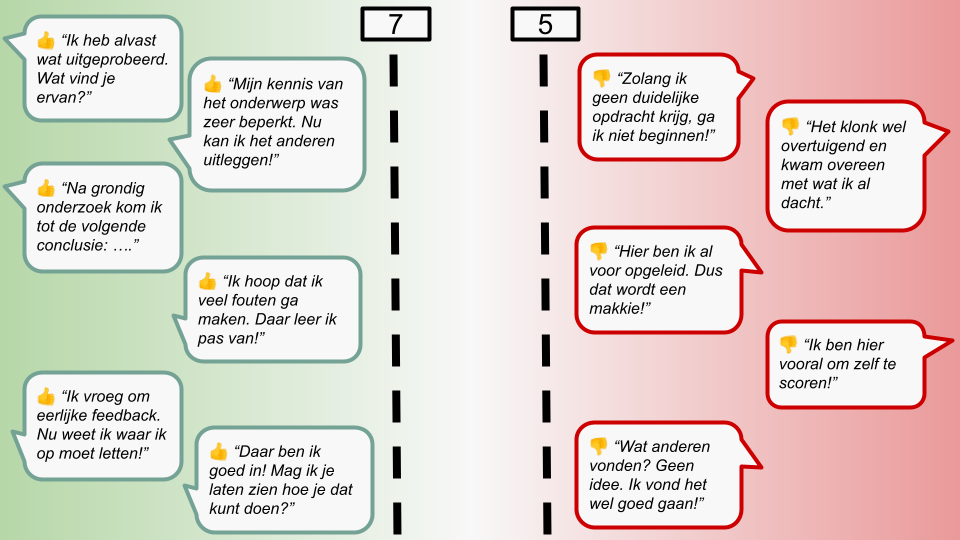 7
5
👍 “Ik heb alvast
wat uitgeprobeerd.
Wat vind je
ervan?”
👍 “Mijn kennis van
het onderwerp was
zeer beperkt. Nu
kan ik het anderen
uitleggen!”
👍 “Na grondig
onderzoek kom ik
tot de volgende
conclusie: ….”
👍 “Ik hoop dat ik
veel fouten ga
maken. Daar leer ik
pas van!”
👍 “Ik vroeg om
eerlijke feedback.
Nu weet ik waar ik
op moet letten!”
👍 “Daar ben ik
goed in! Mag ik je
laten zien hoe je dat
kunt doen?”
👎 “Zolang ik
geen duidelijke
opdracht krijg, ga
ik niet beginnen!”
👎 “Het klonk wel
overtuigend en
kwam overeen
met wat ik al
dacht.”
👎 “Hier ben ik al
voor opgeleid. Dus
dat wordt een
makkie!”
👎 “Ik ben hier
vooral om zelf te
scoren!”
👎 “Wat anderen
vonden? Geen
idee. Ik vond het
wel goed gaan!”